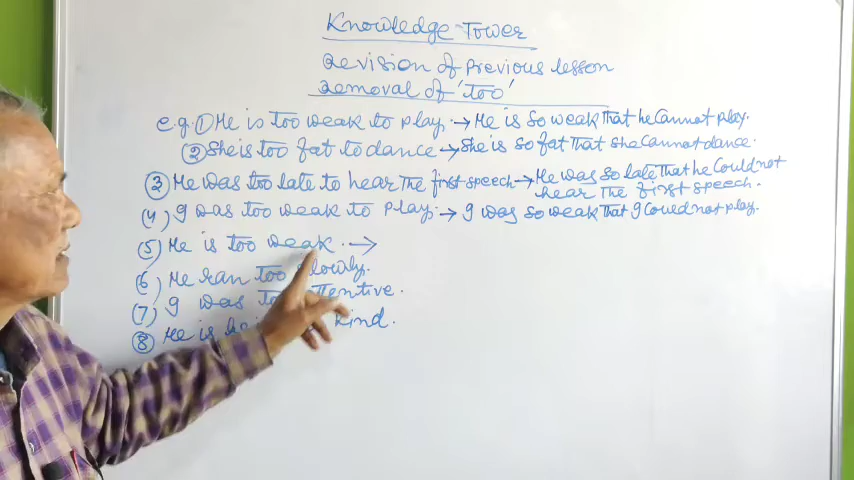 Knowledge-Tower
Revision of previous lesson
Removal of 'too'
e.g. ① He is too weak to play. → He is so weak that he cannot play.
② She is too fat to dance → She is so fat that she cannot dance.
③ He was too late to hear the first speech → He was so late that he could not
hear the first speech.
(4) I was too weak to play. → I was so weak that I could not play.
(5) He is too weak. →
(6) He ran too slowly.
(7) I was attentive.
⑧ He is kind.